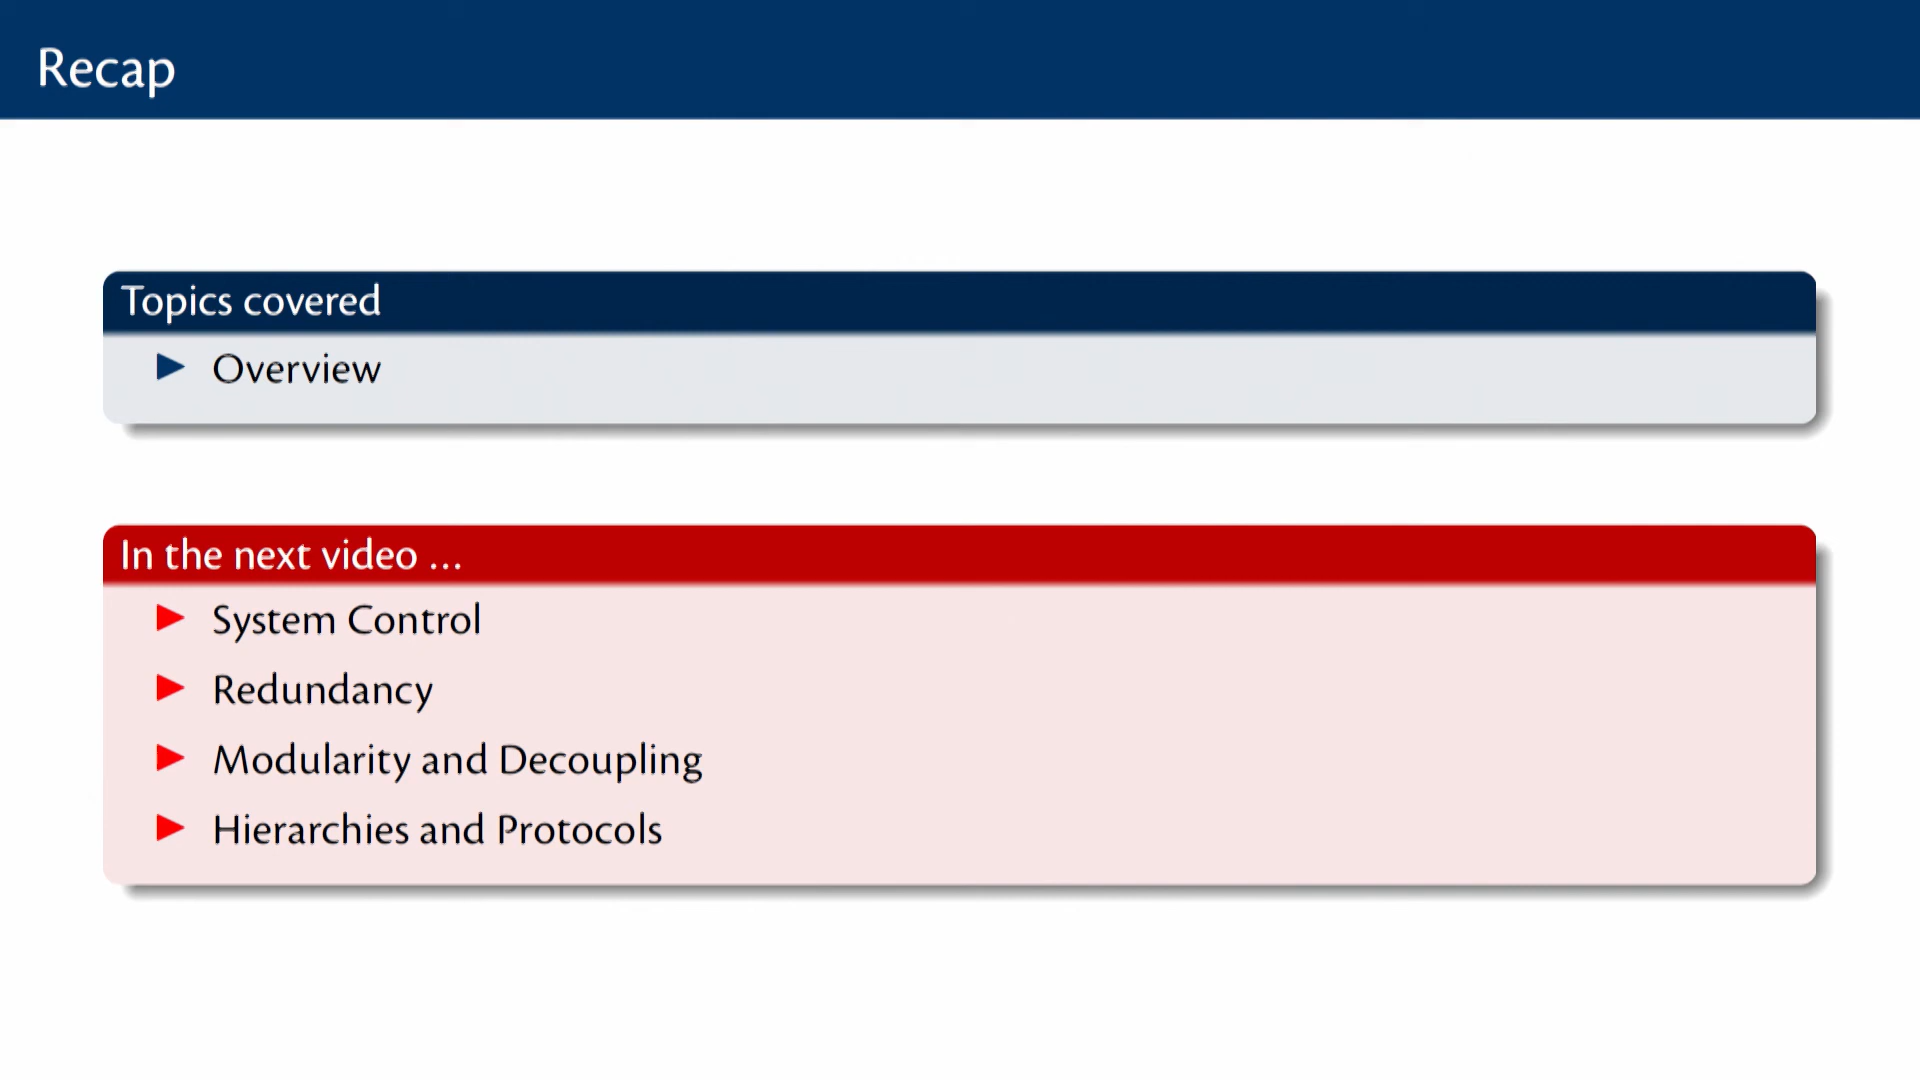 Recap
Topics covered
Overview
In the next video ...
System Control
Redundancy
Modularity and Decoupling
Hierarchies and Protocols